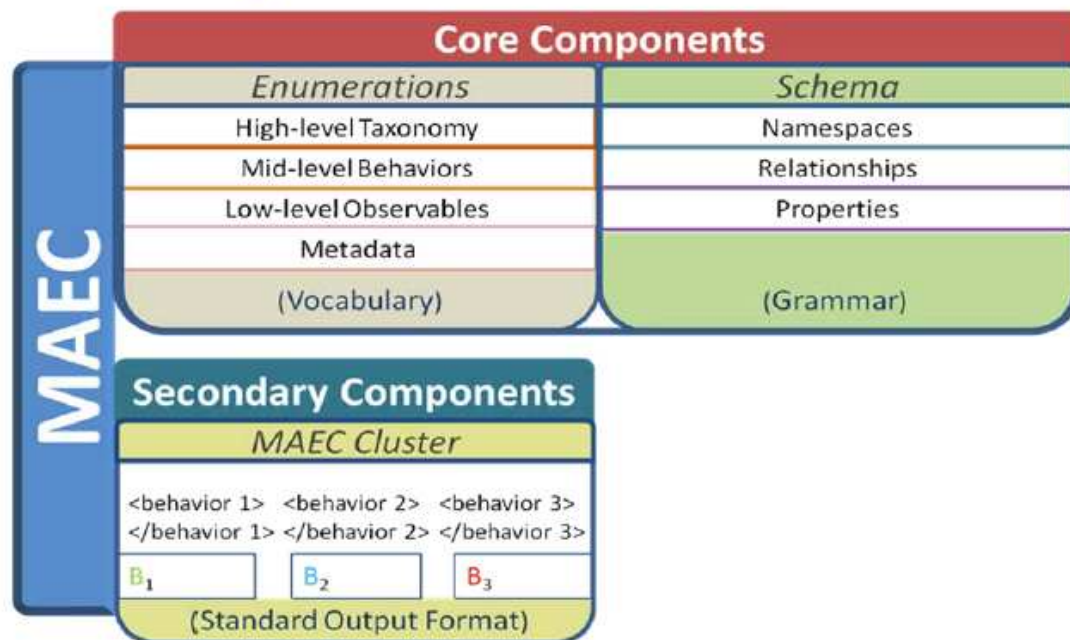 Core Components
MAEC
Enumerations
High-level Taxonomy
Mid-level Behaviors
Low-level Observables
Metadata
(Vocabulary)
Schema
Namespaces
Relationships
Properties
(Grammar)
Secondary Components
MAEC Cluster
<behavior 1> <behavior 2> <behavior 3>
</behavior 1> </behavior 2> </behavior 3>
B₁ B₂ B₃
(Standard Output Format)